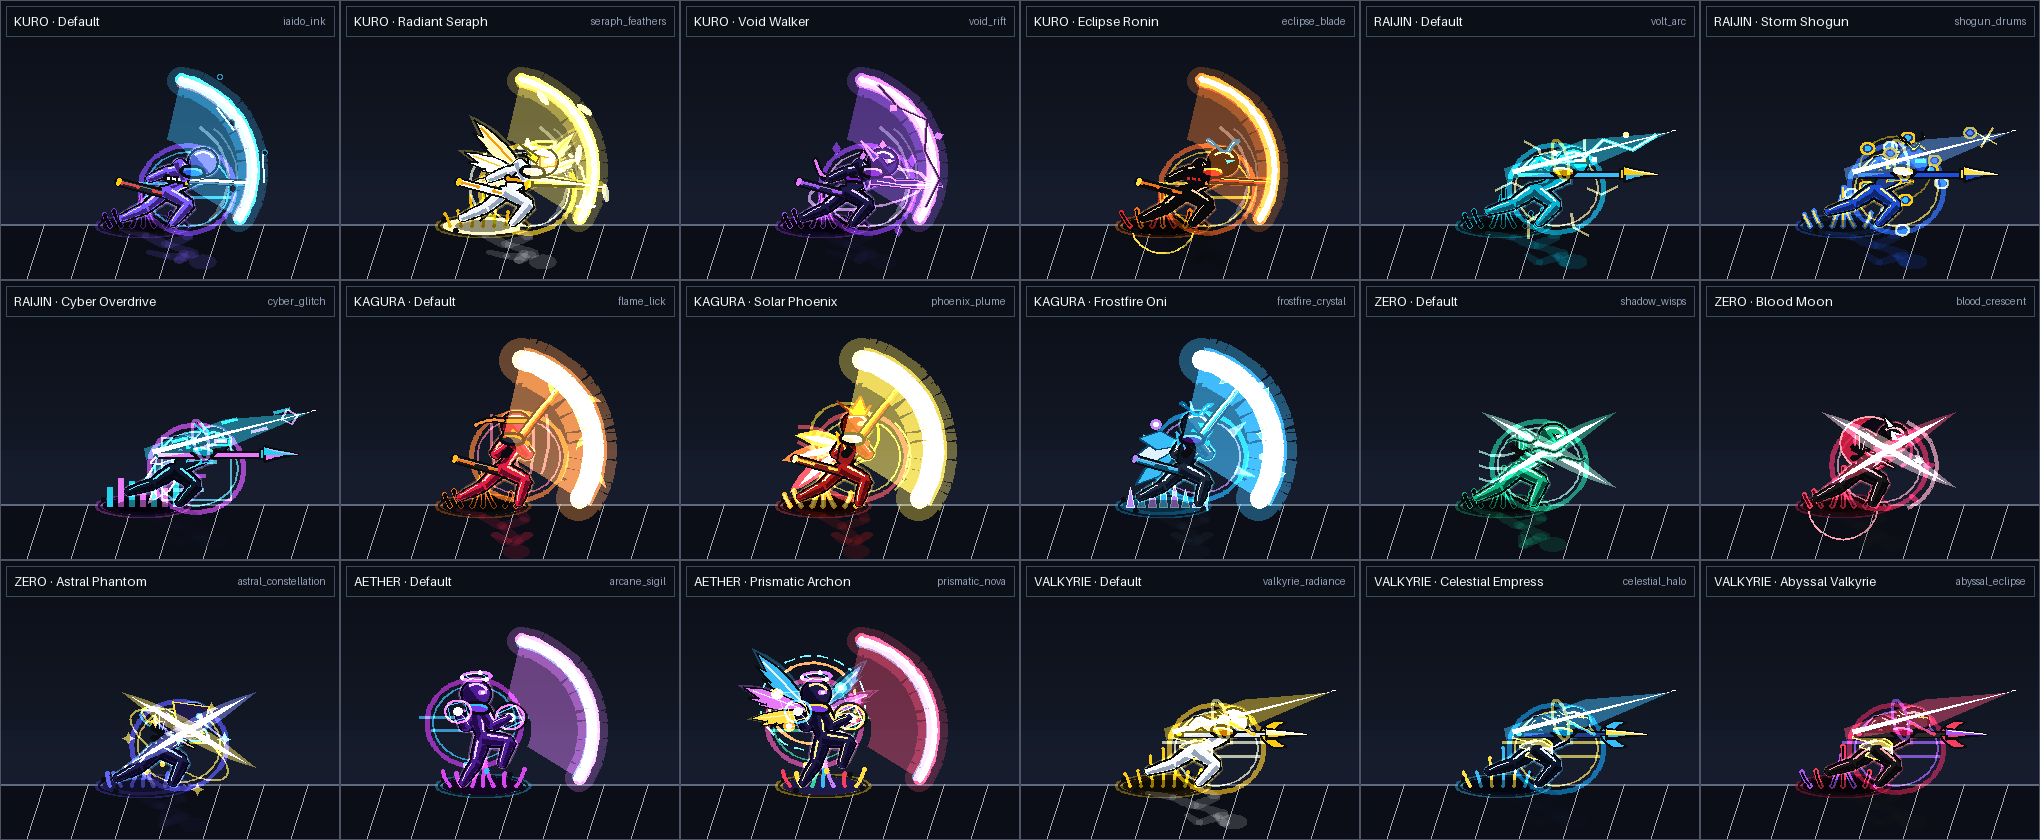 KURO · Default iaido_ink
KURO · Radiant Seraph seraph_feathers
KURO · Void Walker void_rift
KURO · Eclipse Ronin eclipse_blade
RAIJIN · Default volt_arc
RAIJIN · Storm Shogun shogun_drums
RAIJIN · Cyber Overdrive cyber_glitch
KAGURA · Default flame_lick
KAGURA · Solar Phoenix phoenix_plume
KAGURA · Frostfire Oni frostfire_crystal
ZERO · Default shadow_wisps
ZERO · Blood Moon blood_crescent
ZERO · Astral Phantom astral_constellation
AETHER · Default arcane_sigil
AETHER · Prismatic Archon prismatic_nova
VALKYRIE · Default valkyrie_radiance
VALKYRIE · Celestial Empress celestial_halo
VALKYRIE · Abyssal Valkyrie abyssal_eclipse